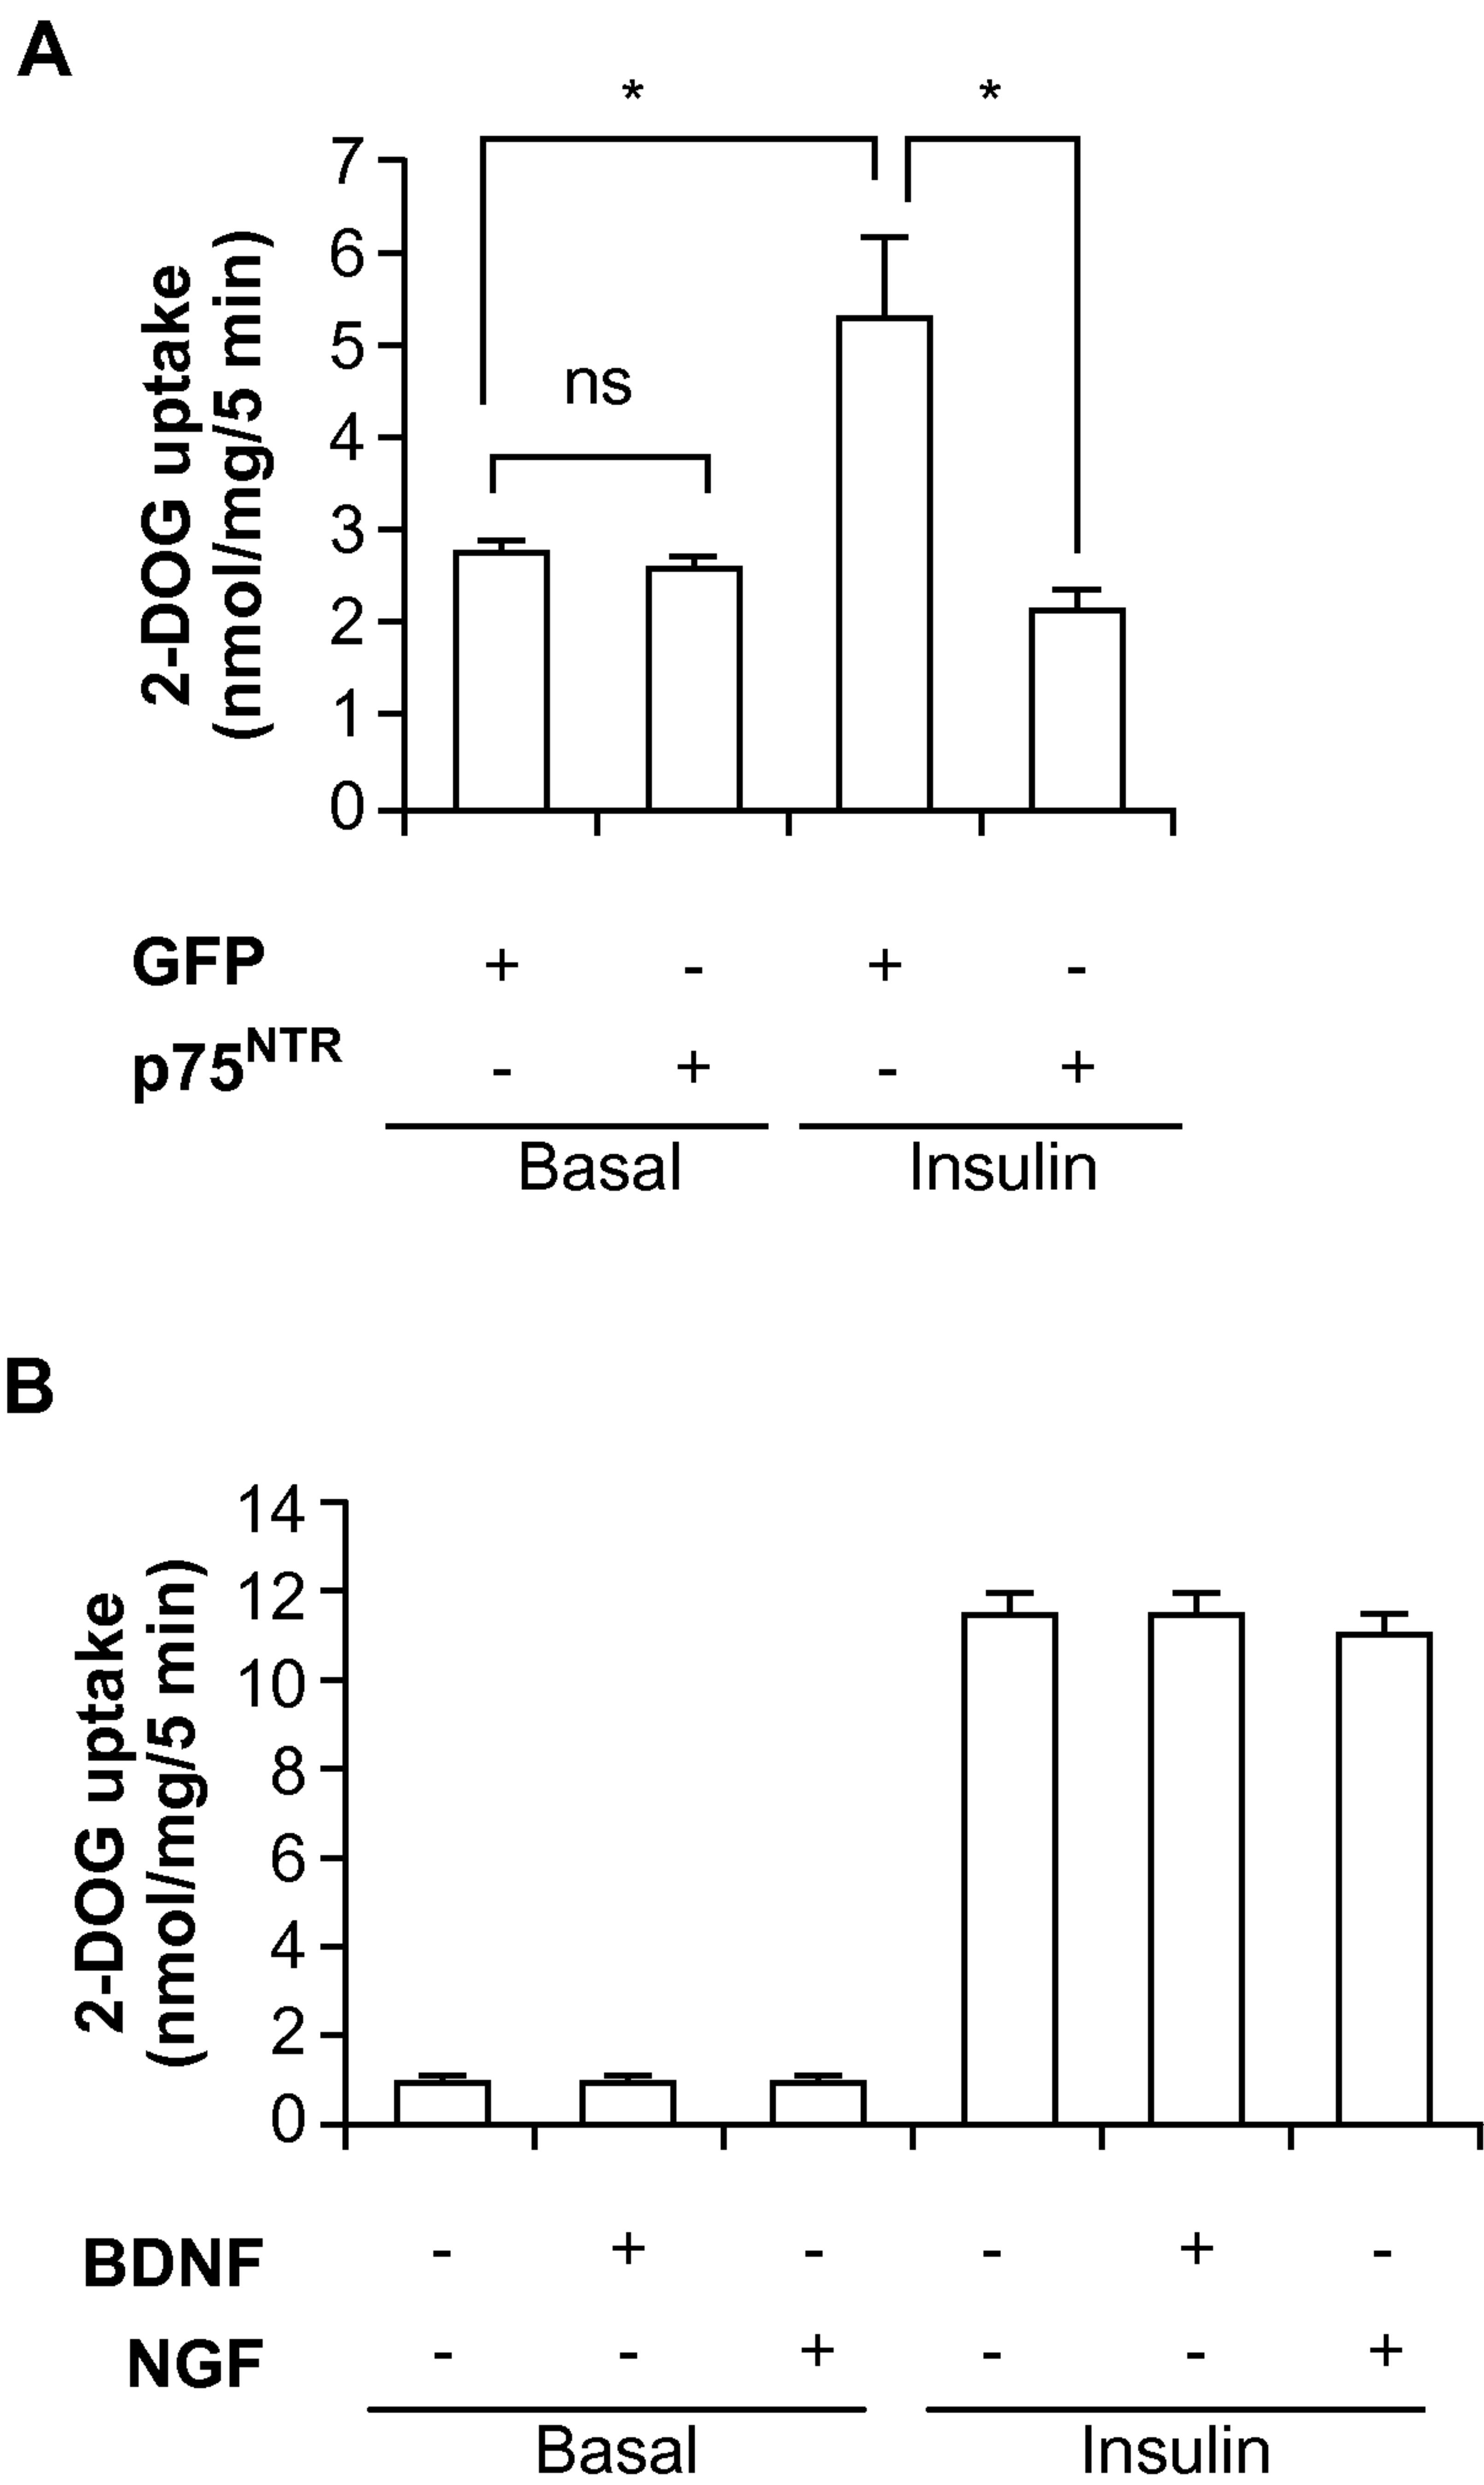 A
* *
7
6
5
4
3
2
1
0
ns
2-DOG uptake
(nmol/mg/5 min)
GFP + - + -
p75NTR - + - +
Basal Insulin
B
14
12
10
8
6
4
2
0
2-DOG uptake
(nmol/mg/5 min)
BDNF - + - - + -
NGF - - + - - +
Basal Insulin